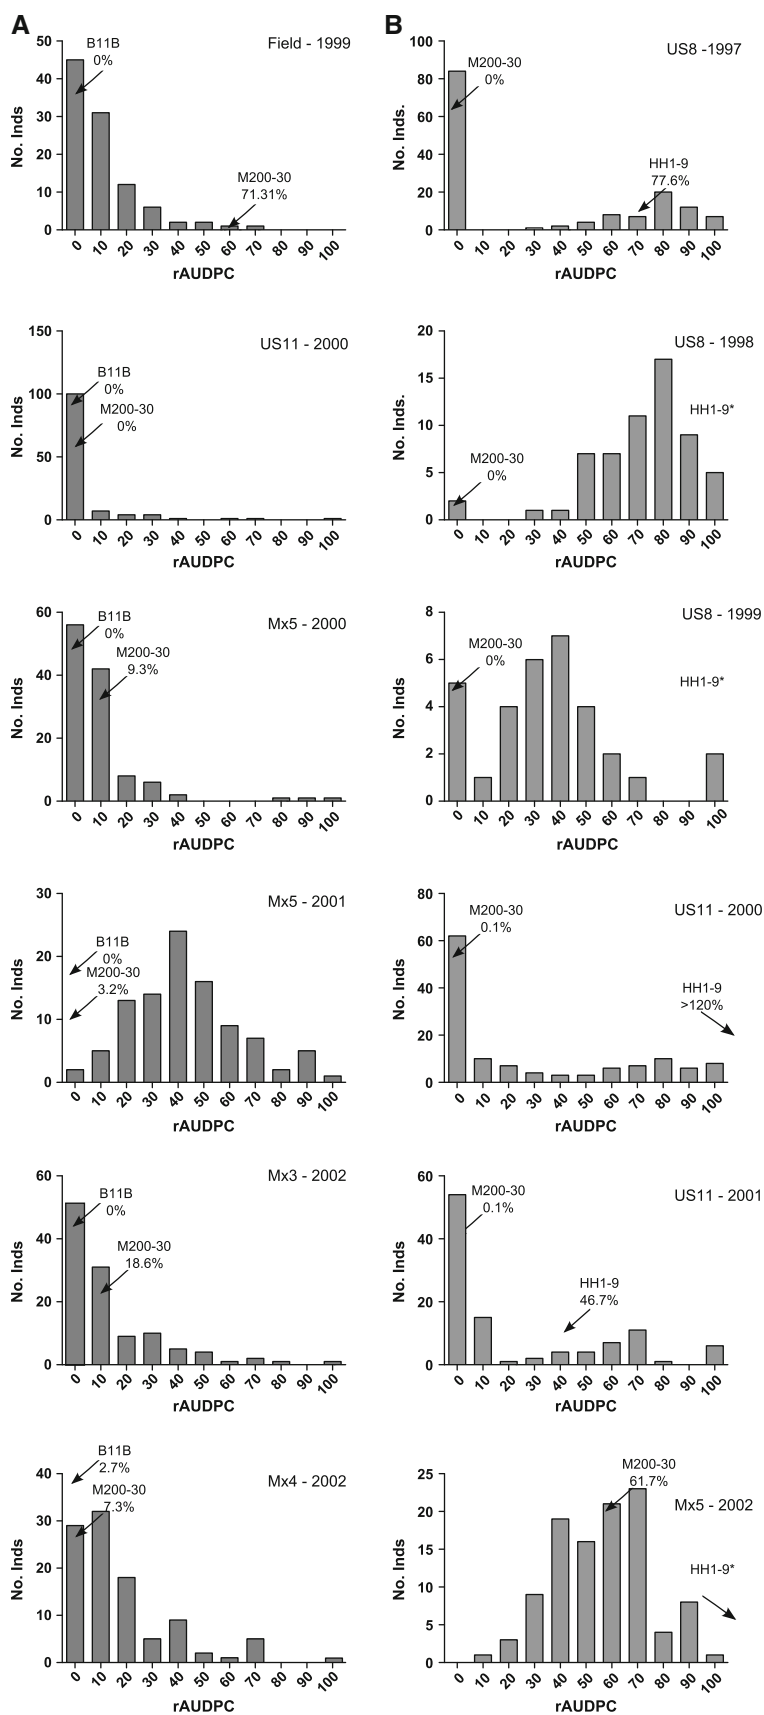 A
B
Field - 1999
B11B
0%
M200-30
71.31%
No. Inds
50
40
30
20
10
0
0 10 20 30 40 50 60 70 80 90 100
rAUDPC
US8 -1997
M200-30
0%
HH1-9
77.6%
No. Inds.
100
80
60
40
20
0
0 10 20 30 40 50 60 70 80 90 100
rAUDPC
US11 - 2000
B11B
0%
M200-30
0%
No. Inds
150
100
50
0
0 10 20 30 40 50 60 70 80 90 100
rAUDPC
US8 - 1998
HH1-9*
M200-30
0%
No. Inds.
20
15
10
5
0
0 10 20 30 40 50 60 70 80 90 100
rAUDPC
Mx5 - 2000
B11B
0%
M200-30
9.3%
No. Inds
60
40
20
0
0 10 20 30 40 50 60 70 80 90 100
rAUDPC
US8 - 1999
M200-30
0%
HH1-9*
No. Inds
8
6
4
2
0
0 10 20 30 40 50 60 70 80 90 100
rAUDPC
Mx5 - 2001
B11B
0%
M200-30
3.2%
No. Inds
30
20
10
0
0 10 20 30 40 50 60 70 80 90 100
rAUDPC
US11 - 2000
M200-30
0.1%
HH1-9
>120%
No. Inds
80
60
40
20
0
0 10 20 30 40 50 60 70 80 90 100
rAUDPC
Mx3 - 2002
B11B
0%
M200-30
18.6%
No. Inds
60
40
20
0
0 10 20 30 40 50 60 70 80 90 100
rAUDPC
US11 - 2001
M200-30
0.1%
HH1-9
46.7%
No. Inds
60
40
20
0
0 10 20 30 40 50 60 70 80 90 100
rAUDPC
Mx4 - 2002
B11B
2.7%
M200-30
7.3%
No. Inds
40
30
20
10
0
0 10 20 30 40 50 60 70 80 90 100
rAUDPC
Mx5 - 2002
M200-30
61.7%
HH1-9*
No. Inds
25
20
15
10
5
0
0 10 20 30 40 50 60 70 80 90 100
rAUDPC